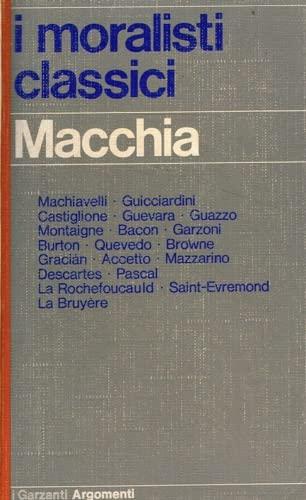 i moralisti
classici
Macchia
Machiavelli · Guicciardini
Castiglione · Guevara · Guazzo
Montaigne · Bacon · Garzoni
Burton · Quevedo · Browne
Gracián · Accetto · Mazzarino
Descartes · Pascal
La Rochefoucauld · Saint-Evremond
La Bruyère
i Garzanti Argomenti